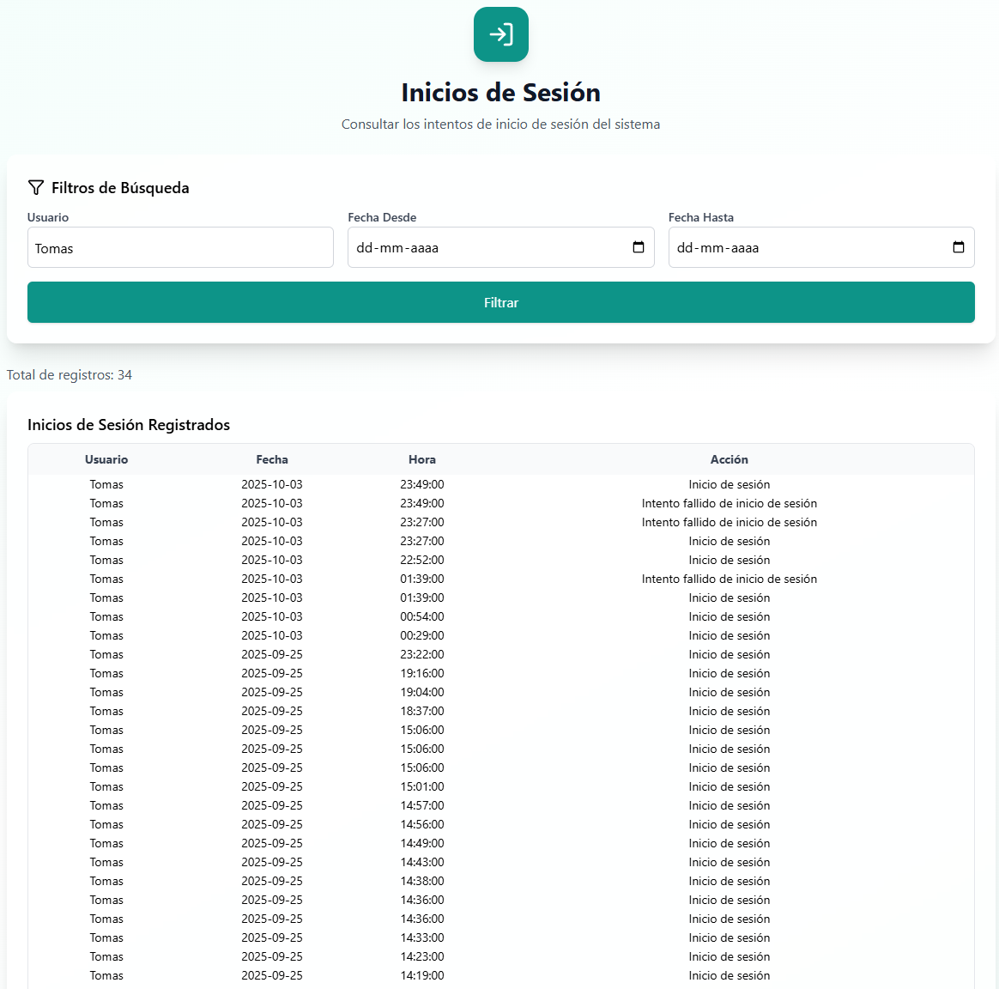 Inicios de Sesión
Consultar los intentos de inicio de sesión del sistema
Filtros de Búsqueda
Usuario Fecha Desde Fecha Hasta
Tomas dd-mm-aaaa dd-mm-aaaa
Filtrar
Total de registros: 34
Inicios de Sesión Registrados
Usuario Fecha Hora Acción
Tomas 2025-10-03 23:49:00 Inicio de sesión
Tomas 2025-10-03 23:49:00 Intento fallido de inicio de sesión
Tomas 2025-10-03 23:27:00 Intento fallido de inicio de sesión
Tomas 2025-10-03 23:27:00 Inicio de sesión
Tomas 2025-10-03 22:52:00 Inicio de sesión
Tomas 2025-10-03 01:39:00 Intento fallido de inicio de sesión
Tomas 2025-10-03 01:39:00 Inicio de sesión
Tomas 2025-10-03 00:54:00 Inicio de sesión
Tomas 2025-10-03 00:29:00 Inicio de sesión
Tomas 2025-09-25 23:22:00 Inicio de sesión
Tomas 2025-09-25 19:16:00 Inicio de sesión
Tomas 2025-09-25 19:04:00 Inicio de sesión
Tomas 2025-09-25 18:37:00 Inicio de sesión
Tomas 2025-09-25 15:06:00 Inicio de sesión
Tomas 2025-09-25 15:06:00 Inicio de sesión
Tomas 2025-09-25 15:06:00 Inicio de sesión
Tomas 2025-09-25 15:01:00 Inicio de sesión
Tomas 2025-09-25 14:57:00 Inicio de sesión
Tomas 2025-09-25 14:56:00 Inicio de sesión
Tomas 2025-09-25 14:49:00 Inicio de sesión
Tomas 2025-09-25 14:43:00 Inicio de sesión
Tomas 2025-09-25 14:38:00 Inicio de sesión
Tomas 2025-09-25 14:36:00 Inicio de sesión
Tomas 2025-09-25 14:36:00 Inicio de sesión
Tomas 2025-09-25 14:33:00 Inicio de sesión
Tomas 2025-09-25 14:23:00 Inicio de sesión
Tomas 2025-09-25 14:19:00 Inicio de sesión